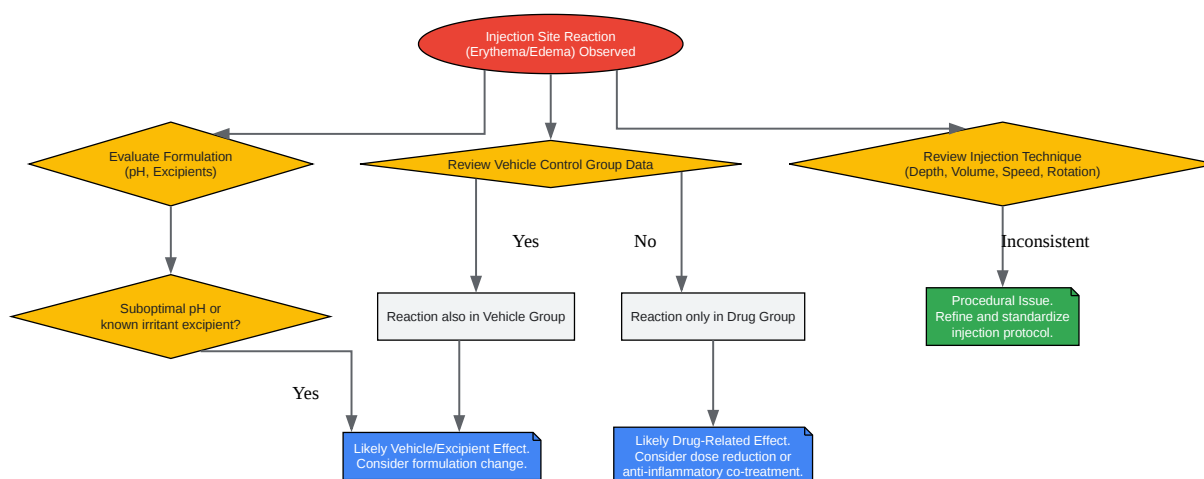 Injection Site Reaction
(Erythema/Edema) Observed
Evaluate Formulation
(pH, Excipients)
Review Vehicle Control Group Data
Review Injection Technique
(Depth, Volume, Speed, Rotation)
Yes
No
Inconsistent
Suboptimal pH or
known irritant excipient?
Reaction also in Vehicle Group
Reaction only in Drug Group
Procedural Issue.
Refine and standardize
injection protocol.
Yes
Likely Vehicle/Excipient Effect.
Consider formulation change.
Likely Drug-Related Effect.
Consider dose reduction or
anti-inflammatory co-treatment.